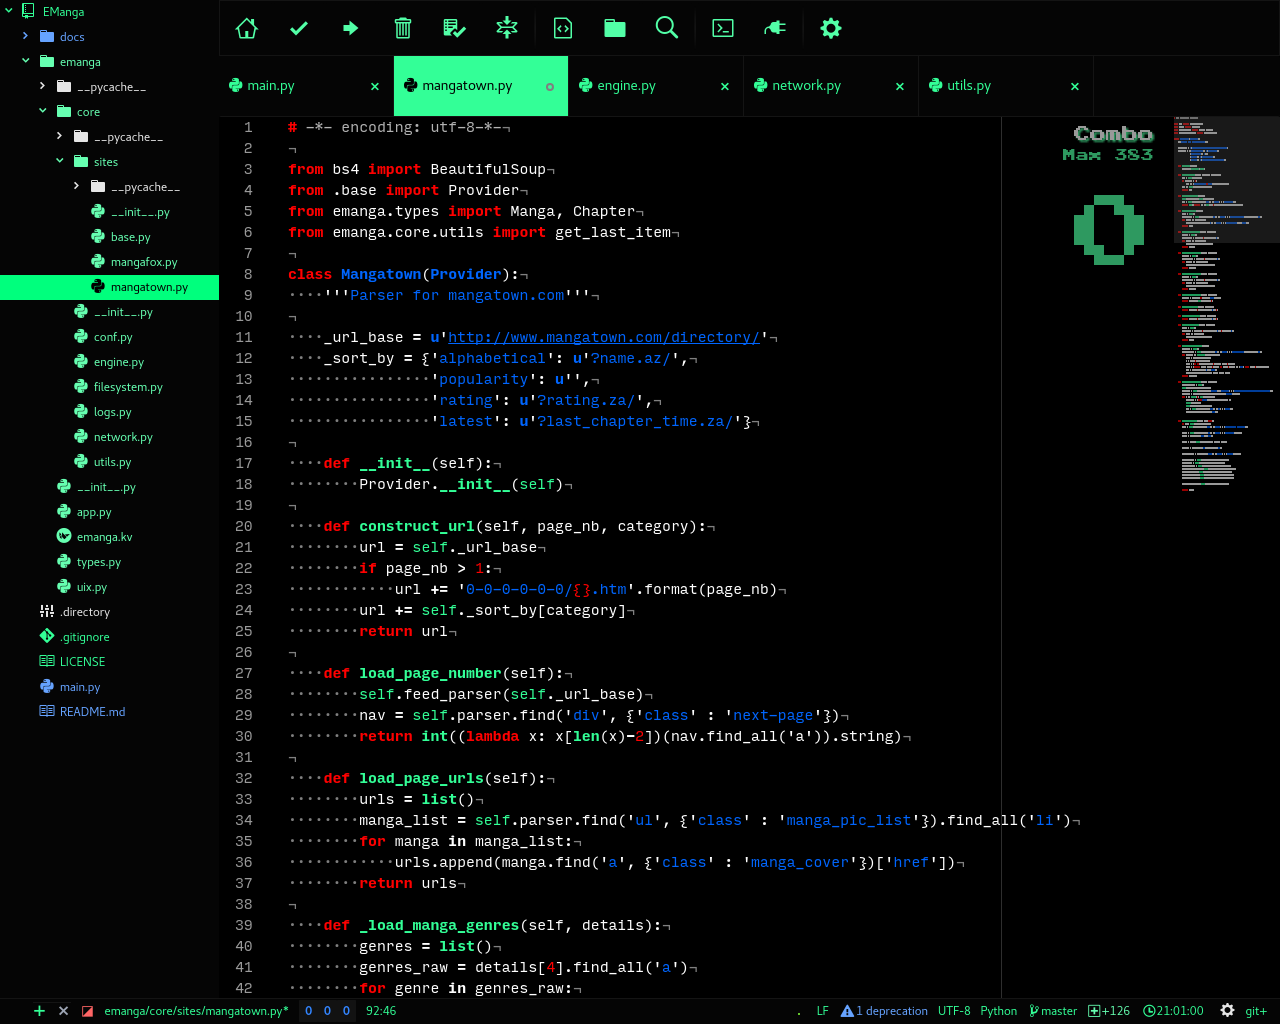 EManga
docs
emanga
__pycache__
core
__pycache__
sites
__pycache__
__init__.py
base.py
mangafox.py
mangatown.py
__init__.py
conf.py
engine.py
filesystem.py
logs.py
network.py
utils.py
__init__.py
app.py
emanga.kv
types.py
uix.py
.directory
.gitignore
LICENSE
main.py
README.md
main.py ×
mangatown.py
engine.py ×
network.py ×
utils.py ×
Combo
Max 383
0
1 # -*- encoding: utf-8-*-¬
2 ¬
3 from bs4 import BeautifulSoup¬
4 from .base import Provider¬
5 from emanga.types import Manga, Chapter¬
6 from emanga.core.utils import get_last_item¬
7 ¬
8 class Mangatown(Provider):¬
9 ····'''Parser for mangatown.com'''¬
10 ¬
11 ····_url_base = u'http://www.mangatown.com/directory/'¬
12 ····_sort_by = {'alphabetical': u'?name.az/',¬
13 ················'popularity': u'',¬
14 ················'rating': u'?rating.za/',¬
15 ················'latest': u'?last_chapter_time.za/'}¬
16 ¬
17 ····def __init__(self):¬
18 ········Provider.__init__(self)¬
19 ¬
20 ····def construct_url(self, page_nb, category):¬
21 ········url = self._url_base¬
22 ········if page_nb > 1:¬
23 ············url += '0-0-0-0-0-0/{}.htm'.format(page_nb)¬
24 ········url += self._sort_by[category]¬
25 ········return url¬
26 ¬
27 ····def load_page_number(self):¬
28 ········self.feed_parser(self._url_base)¬
29 ········nav = self.parser.find('div', {'class' : 'next-page'})¬
30 ········return int((lambda x: x[len(x)-2])(nav.find_all('a')).string)¬
31 ¬
32 ····def load_page_urls(self):¬
33 ········urls = list()¬
34 ········manga_list = self.parser.find('ul', {'class' : 'manga_pic_list'}).find_all('li')¬
35 ········for manga in manga_list:¬
36 ············urls.append(manga.find('a', {'class' : 'manga_cover'})['href'])¬
37 ········return urls¬
38 ¬
39 ····def _load_manga_genres(self, details):¬
40 ········genres = list()¬
41 ········genres_raw = details[4].find_all('a')¬
42 ········for genre in genres_raw:¬
+ × emanga/core/sites/mangatown.py* 0 0 0 92:46 . LF 1 deprecation UTF-8 Python master +126 21:01:00 git+